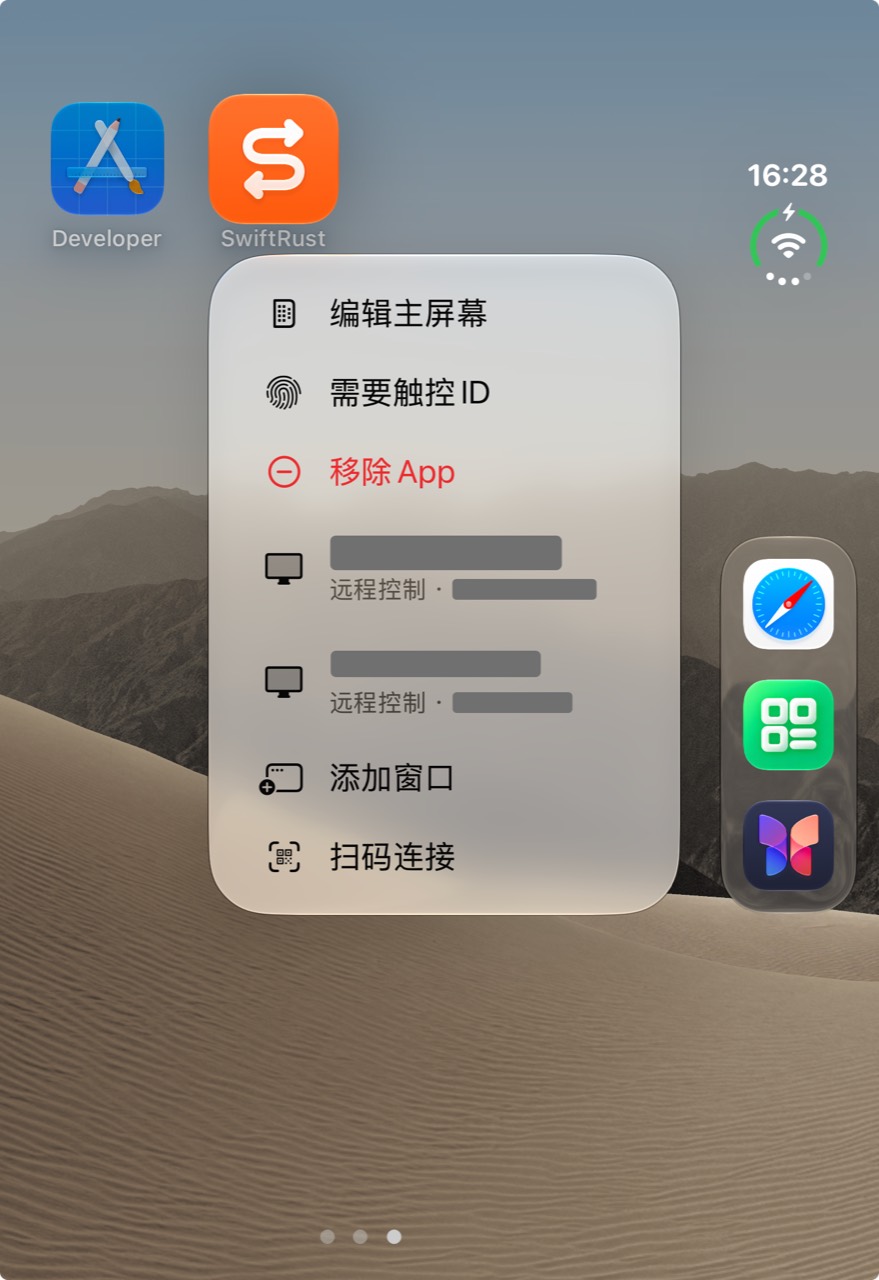 Developer
SwiftRust
16:28
编辑主屏幕
需要触控 ID
移除 App
远程控制 ·
远程控制 ·
添加窗口
扫码连接